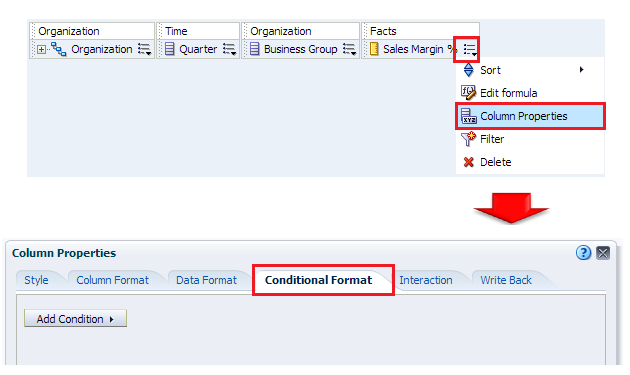 Organization Time Organization Facts
Organization Quarter Business Group Sales Margin %
Sort
Edit formula
Column Properties
Filter
Delete
Column Properties
Style Column Format Data Format Conditional Format Interaction Write Back
Add Condition